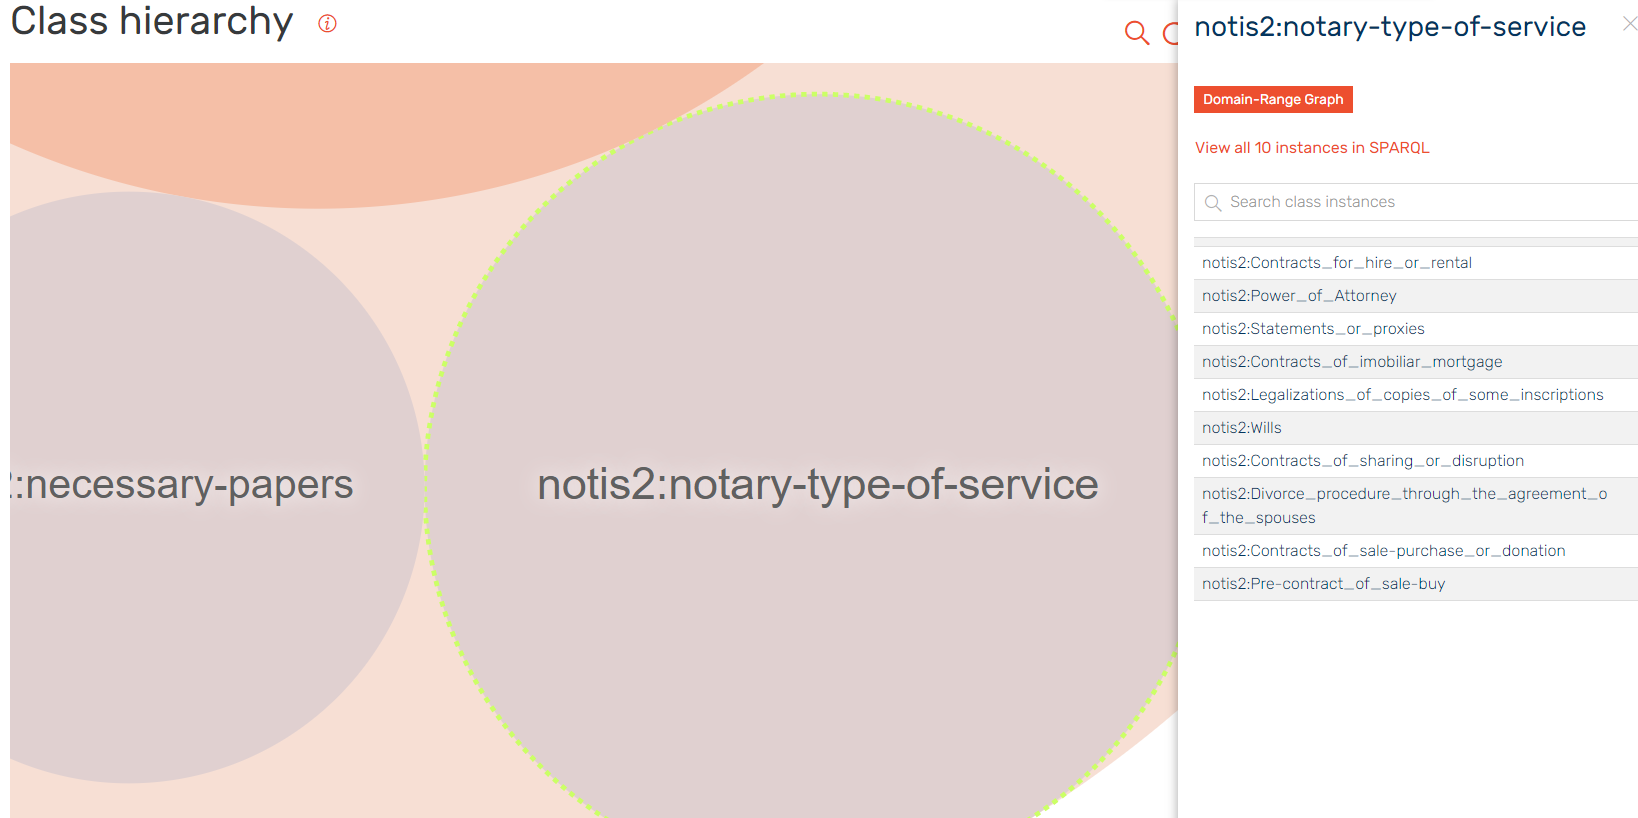 Class hierarchy
notis2:notary-type-of-service
Domain-Range Graph
View all 10 instances in SPARQL
Search class instances
notis2:Contracts_for_hire_or_rental
notis2:Power_of_Attorney
notis2:Statements_or_proxies
notis2:Contracts_of_imobiliar_mortgage
notis2:Legalizations_of_copies_of_some_inscriptions
notis2:Wills
notis2:Contracts_of_sharing_or_disruption
notis2:Divorce_procedure_through_the_agreement_o
f_the_spouses
notis2:Contracts_of_sale-purchase_or_donation
notis2:Pre-contract_of_sale-buy
:necessary-papers
notis2:notary-type-of-service